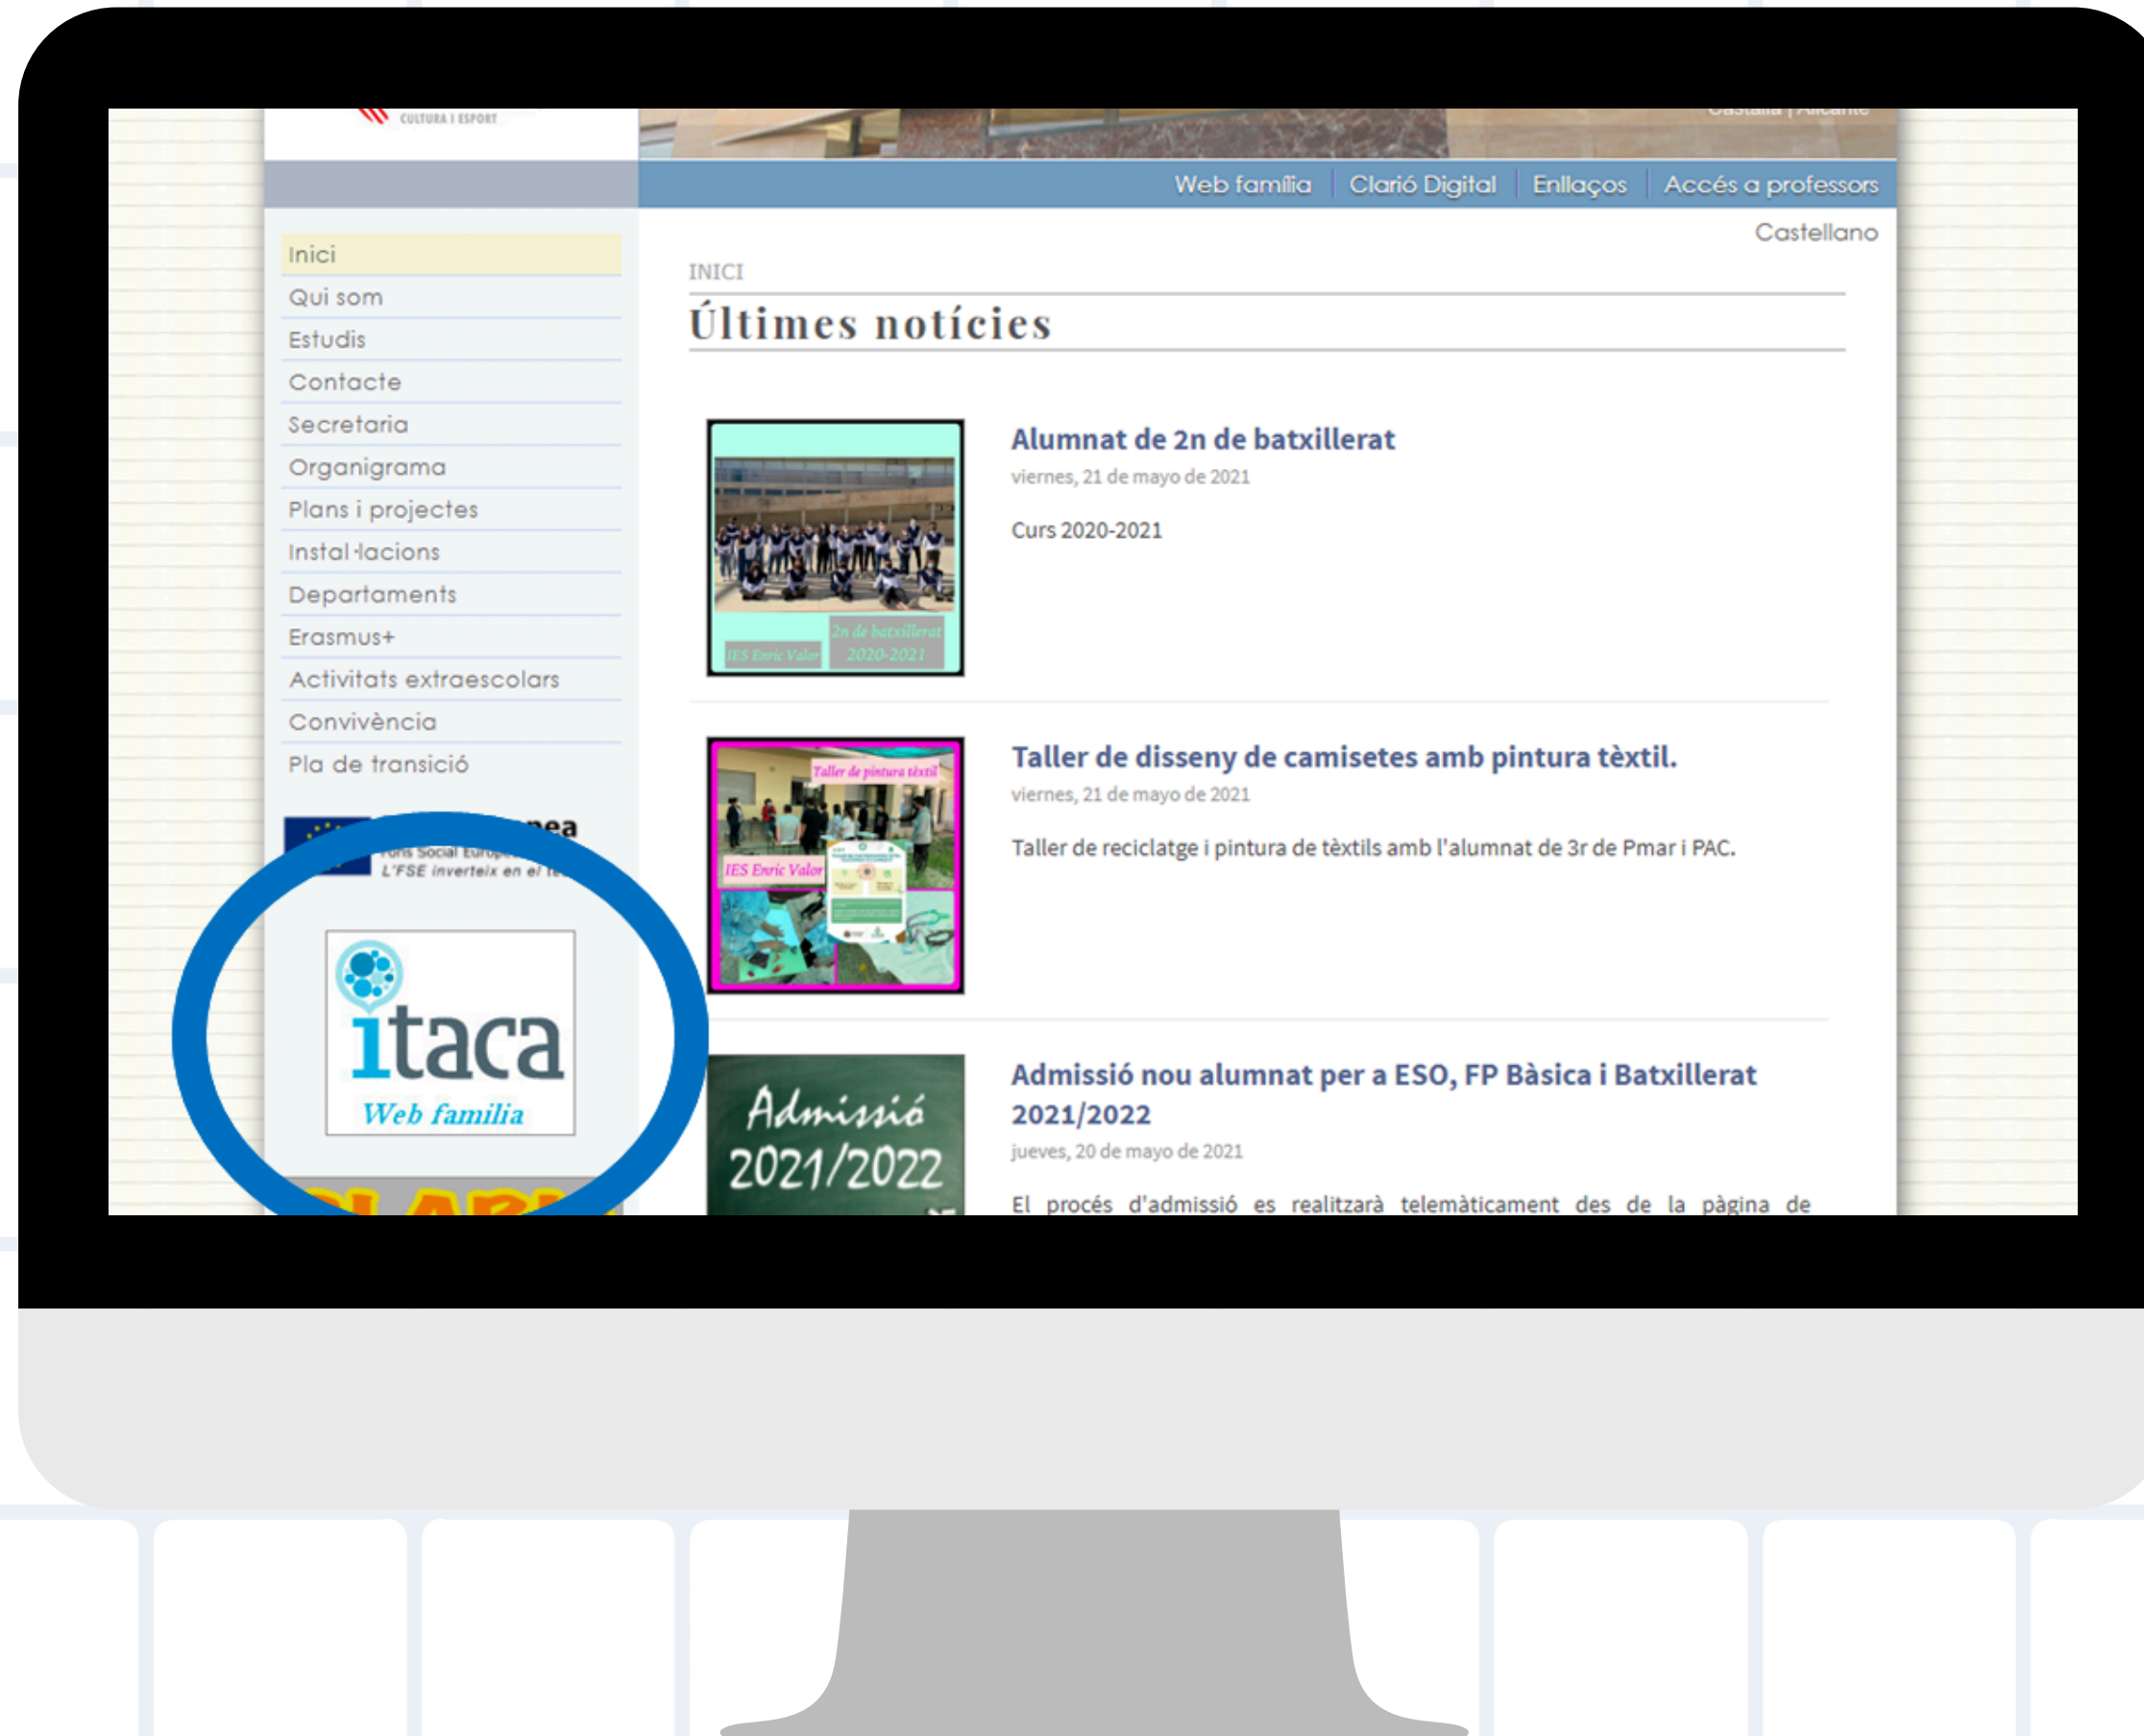 CULTURA I ESPORT
Castalla | Alicante
Web família
Clarió Digital
Enllaços
Accés a professors
Castellano
Inici
Qui som
Estudis
Contacte
Secretaria
Organigrama
Plans i projectes
Instal·lacions
Departaments
Erasmus+
Activitats extraescolars
Convivència
Pla de transició
L'FSE inverteix en el
itaca
Web familia
INICI
Últimes notícies
2n de batxillerat
IES Enric Valor
2020-2021
Alumnat de 2n de batxillerat
viernes, 21 de mayo de 2021
Curs 2020-2021
Taller de pintura tèxtil
IES Enric Valor
Taller de disseny de camisetes amb pintura tèxtil.
viernes, 21 de mayo de 2021
Taller de reciclatge i pintura de tèxtils amb l'alumnat de 3r de Pmar i PAC.
Admissió
2021/2022
Admissió nou alumnat per a ESO, FP Bàsica i Batxillerat
2021/2022
jueves, 20 de mayo de 2021
El procés d'admissió es realitzarà telemàticament des de la pàgina de